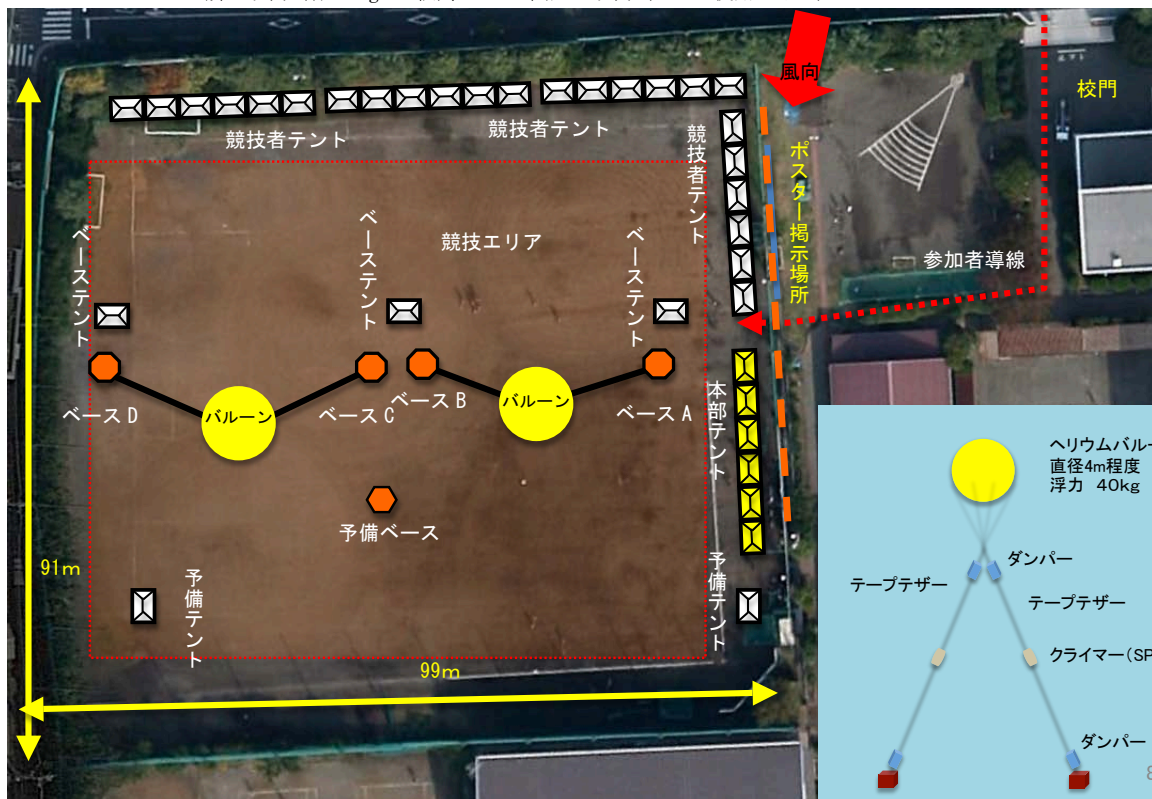 風向
校門
競技者テント
競技者テント
競技者テント
ポスター掲示場所
ベーステント
ベーステント
競技エリア
ベーステント
参加者導線
ベースD
バルーン
ベースC
ベースB
バルーン
ベースA
本部テント
予備ベース
91m
予備テント
予備テント
99m
ヘリウムバルー
直径4m程度
浮力 40kg
ダンパー
テープテザー
テープテザー
クライマー(SP
ダンパー
8